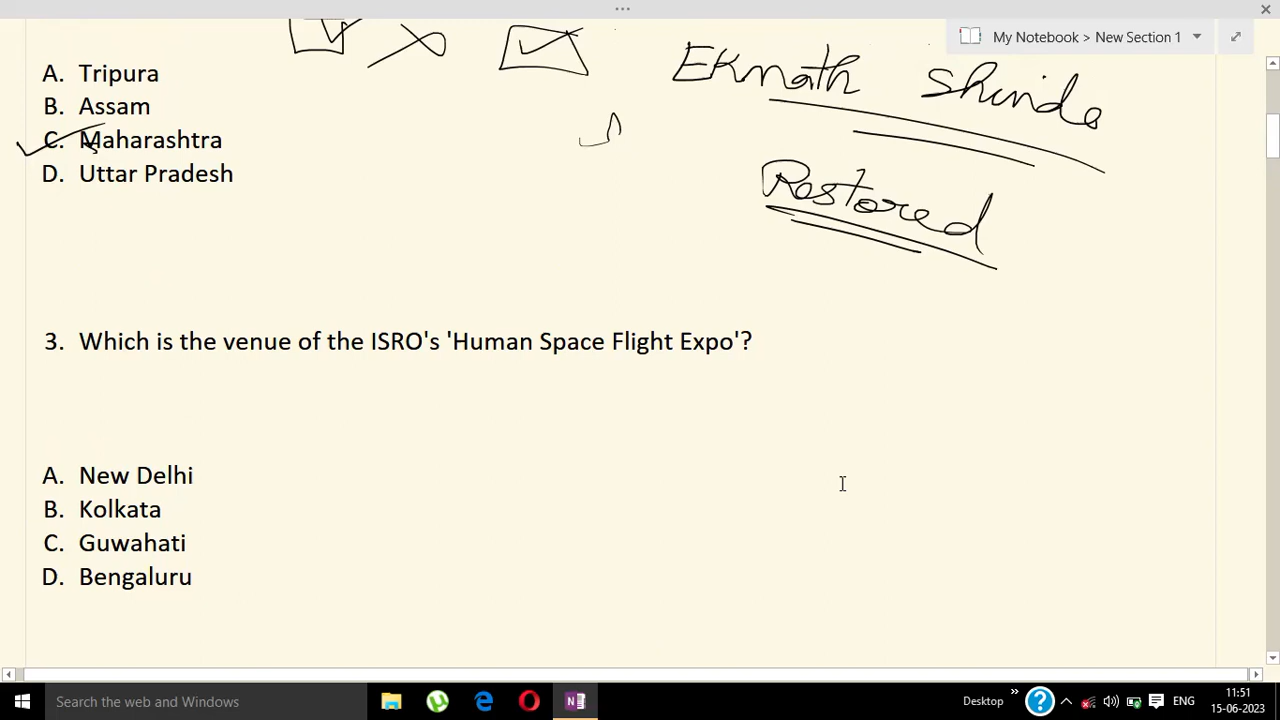 My Notebook > New Section 1
Eknath Shinde
A. Tripura
B. Assam
C. Maharashtra
D. Uttar Pradesh
Restored
3. Which is the venue of the ISRO's 'Human Space Flight Expo'?
A. New Delhi
B. Kolkata
C. Guwahati
D. Bengaluru
Search the web and Windows
Desktop
ENG
11:51
15-06-2023